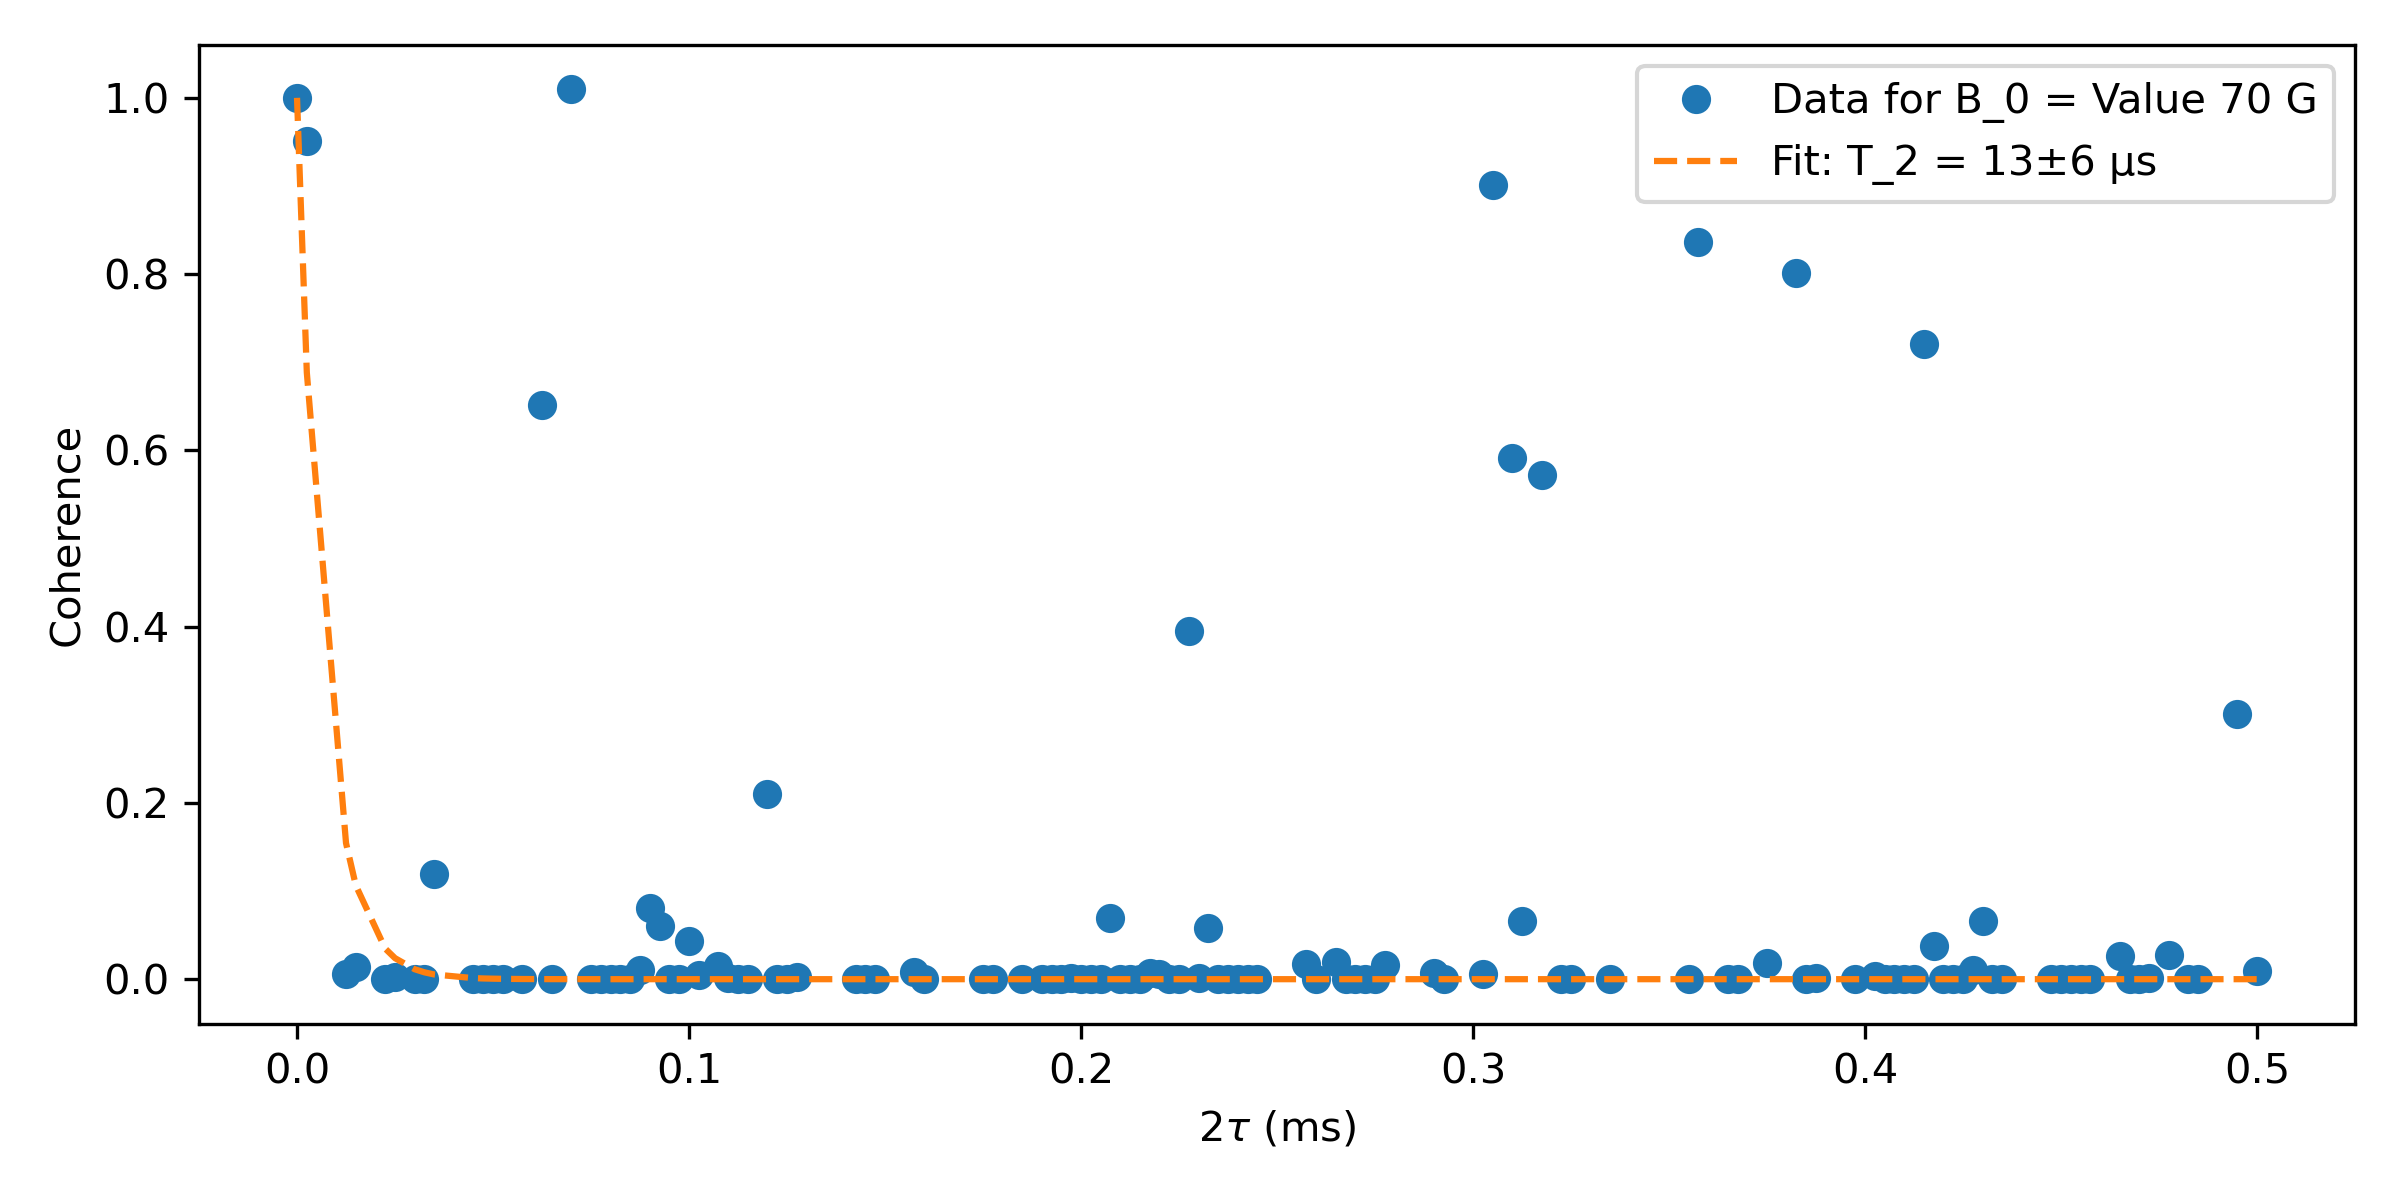 Data for B_0 = Value 70 G
Fit: T_2 = 13±6 μs
1.0
0.8
0.6
0.4
0.2
0.0
Coherence
0.0 0.1 0.2 0.3 0.4 0.5
2τ (ms)